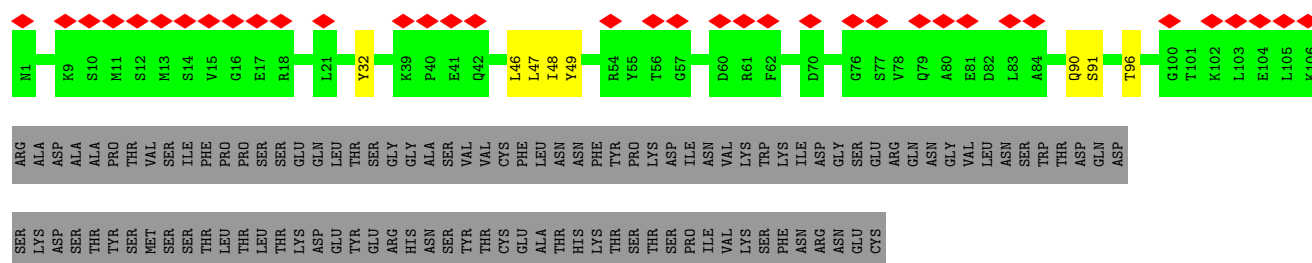 N1 K9 S10 M11 S12 M13 S14 V15 G16 E17 R18 L21 Y32 K39 P40 E41 Q42 L46 L47 I48 Y49 R54 Y55 T56 G57 D60 R61 F62 D70 G76 S77 V78 Q79 A80 E81 D82 L83 A84 Q90 S91 T96 G100 T101 K102 L103 E104 L105 K106
ARG ALA ASP ALA ALA PRO THR VAL SER ILE PHE PRO PRO SER SER GLU GLN LEU THR SER GLY GLY ALA SER VAL VAL CYS PHE LEU ASN ASN PHE TYR PRO LYS ASP ILE ASN VAL LYS TRP LYS ILE ASP GLY SER GLU ARG GLN ASN GLY VAL LEU ASN SER TRP THR ASP GLN ASP
SER LYS ASP SER THR TYR SER MET SER SER THR LEU THR LEU THR LYS ASP GLU TYR GLU ARG HIS ASN SER TYR THR CYS GLU ALA THR HIS LYS THR SER THR SER PRO ILE VAL LYS SER PHE ASN ARG ASN GLU CYS